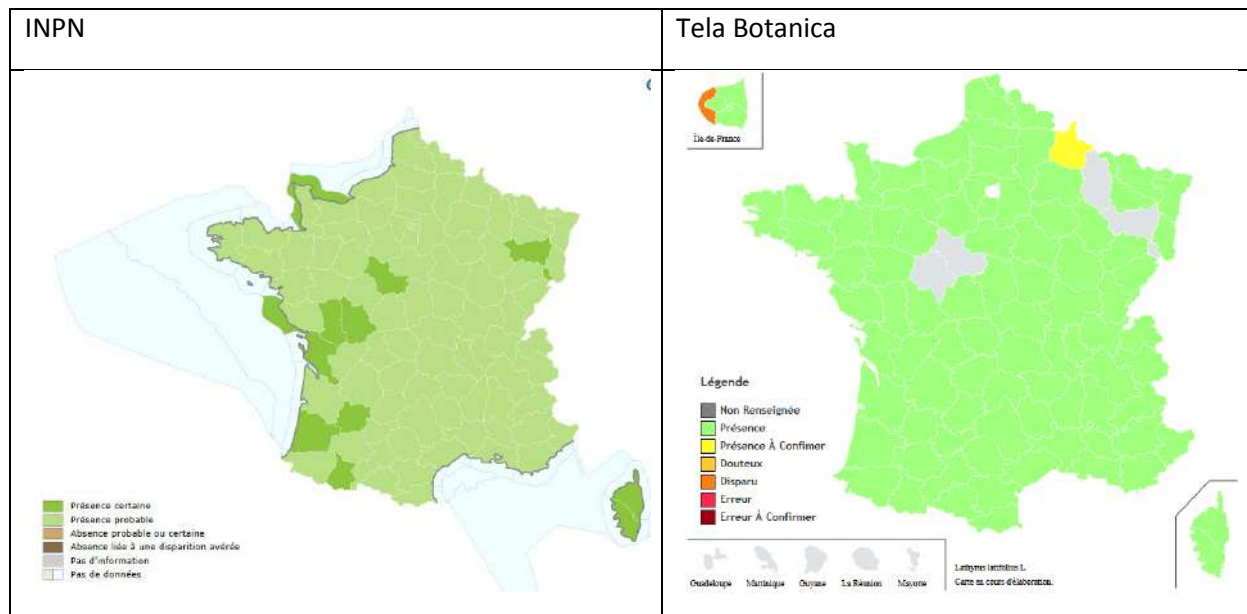 INPN
Tela Botanica
Présence certaine
Présence probable
Absence probable ou certaine
Absence liée à une disparition avérée
Pas d'information
Pas de données
Île-de-France
Légende
Non Renseignée
Présence
Présence À Confimer
Douteux
Disparu
Erreur
Erreur À Confirmer
Guadeloupe Martinique Guyane La Réunion Mayotte
Lathyrus latifolius L.
Carte en cours d'élaboration.